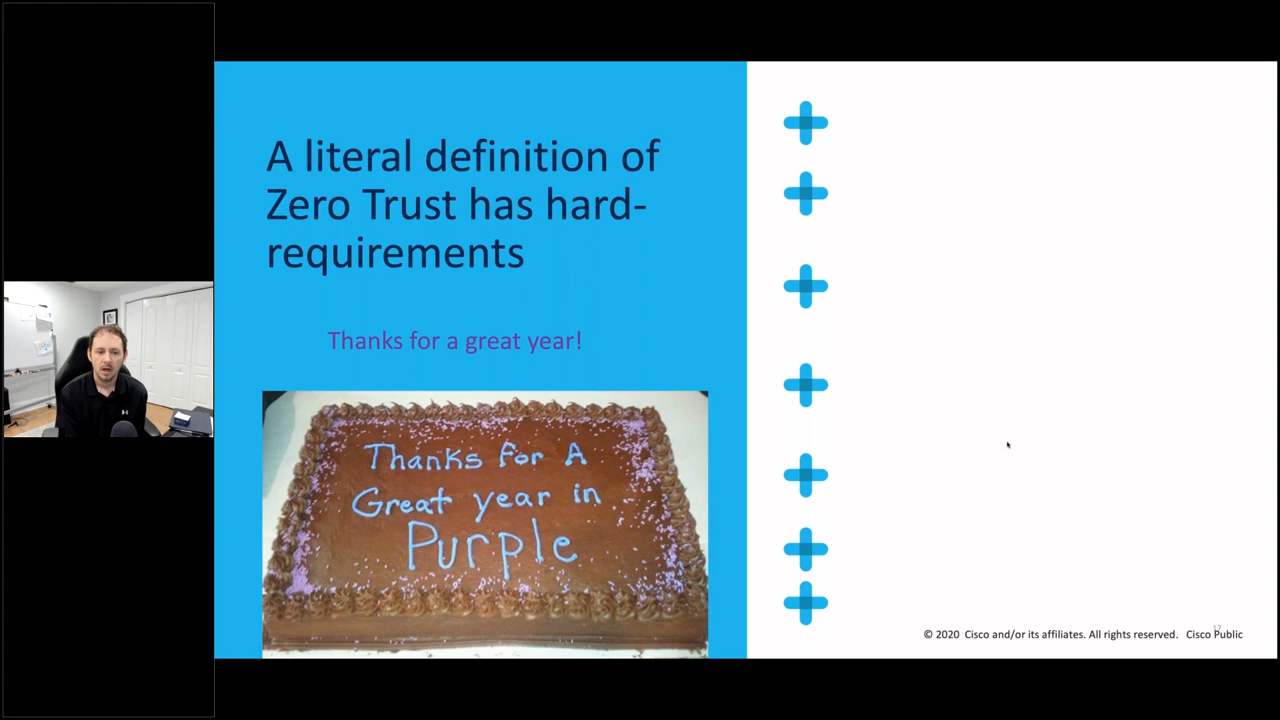 A literal definition of
Zero Trust has hard-
requirements
Thanks for a great year!
Thanks For A
Great year in
Purple
17
© 2020 Cisco and/or its affiliates. All rights reserved. Cisco Public